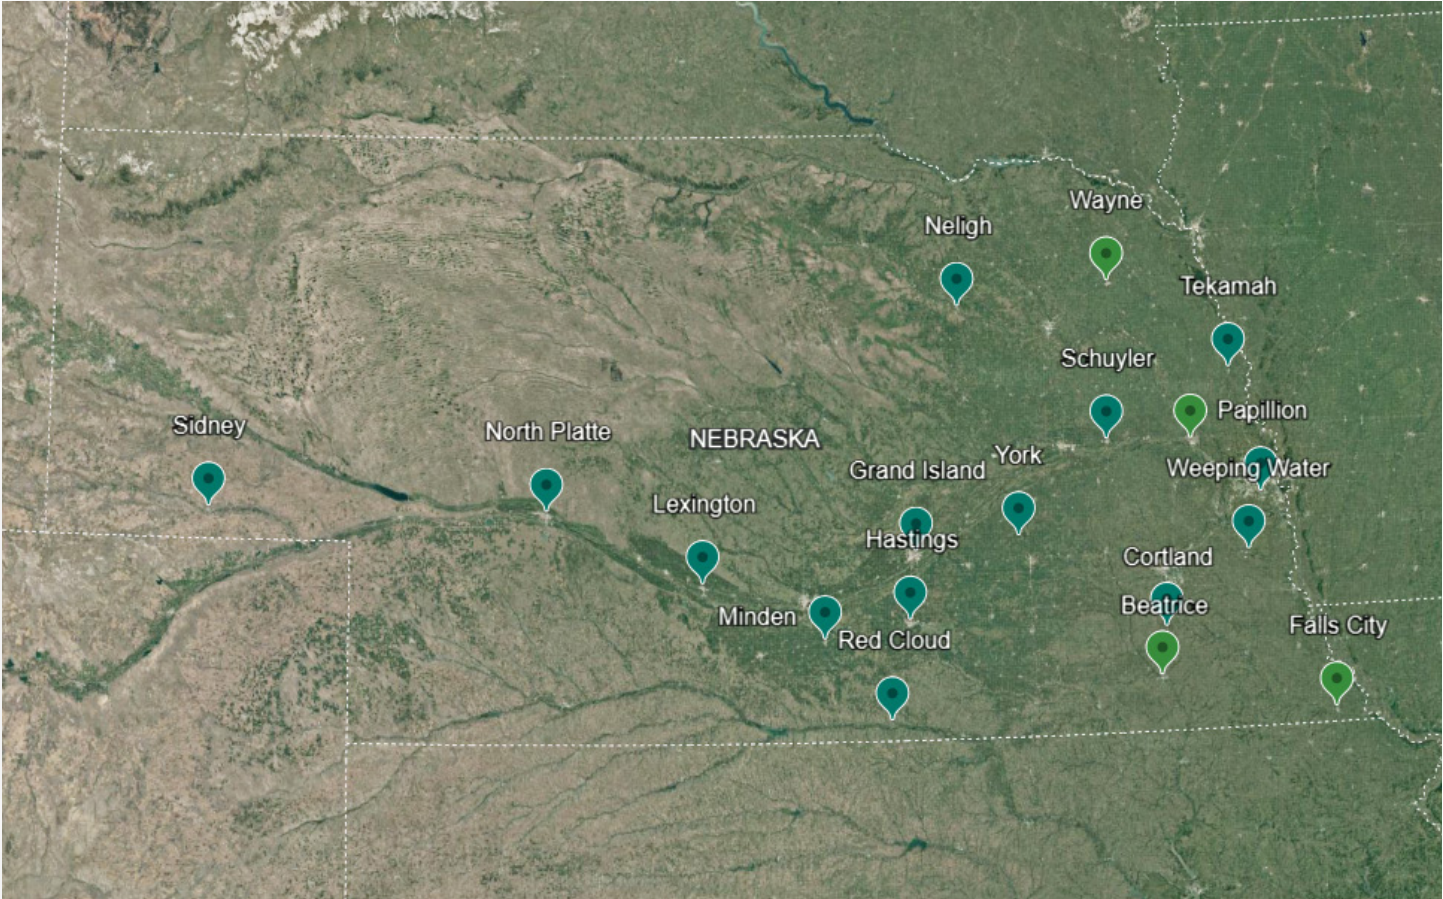 Wayne
Neligh
Tekamah
Schuyler
Papillion
Sidney
North Platte
NEBRASKA
York
Grand Island
Weeping Water
Lexington
Hastings
Cortland
Beatrice
Minden
Falls City
Red Cloud